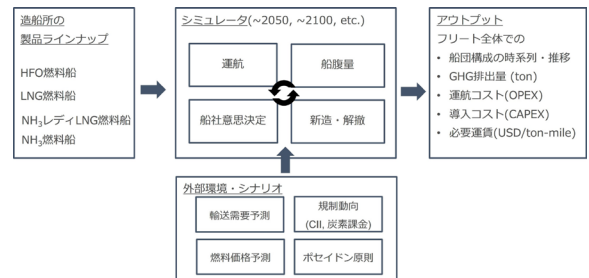 造船所の
製品ラインナップ
HFO燃料船
LNG燃料船
NH₃レディLNG燃料船
NH₃燃料船
シミュレータ(~2050, ~2100, etc.)
運航
船腹量
船社意思決定
新造・解撤
アウトプット
フリート全体での
• 船団構成の時系列・推移
• GHG排出量 (ton)
• 運航コスト(OPEX)
• 導入コスト(CAPEX)
• 必要運賃(USD/ton-mile)
外部環境・シナリオ
輸送需要予測
規制動向
(CII, 炭素課金)
燃料価格予測
ポセイドン原則